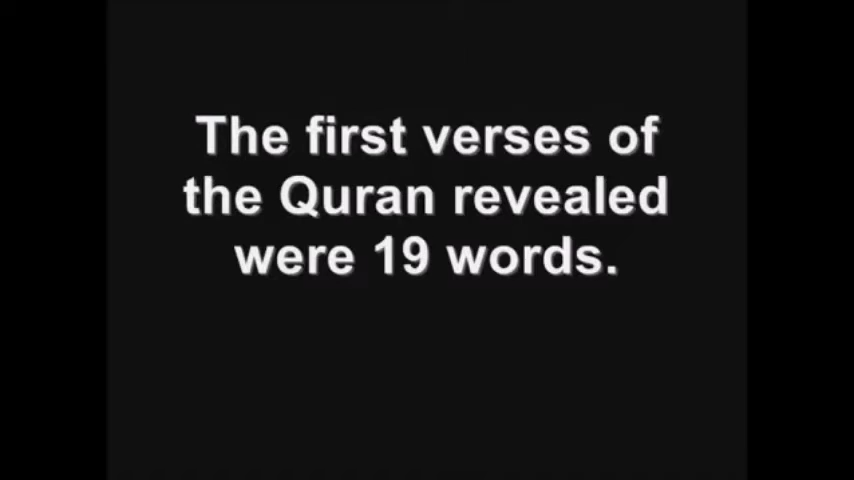 The first verses of
the Quran revealed
were 19 words.